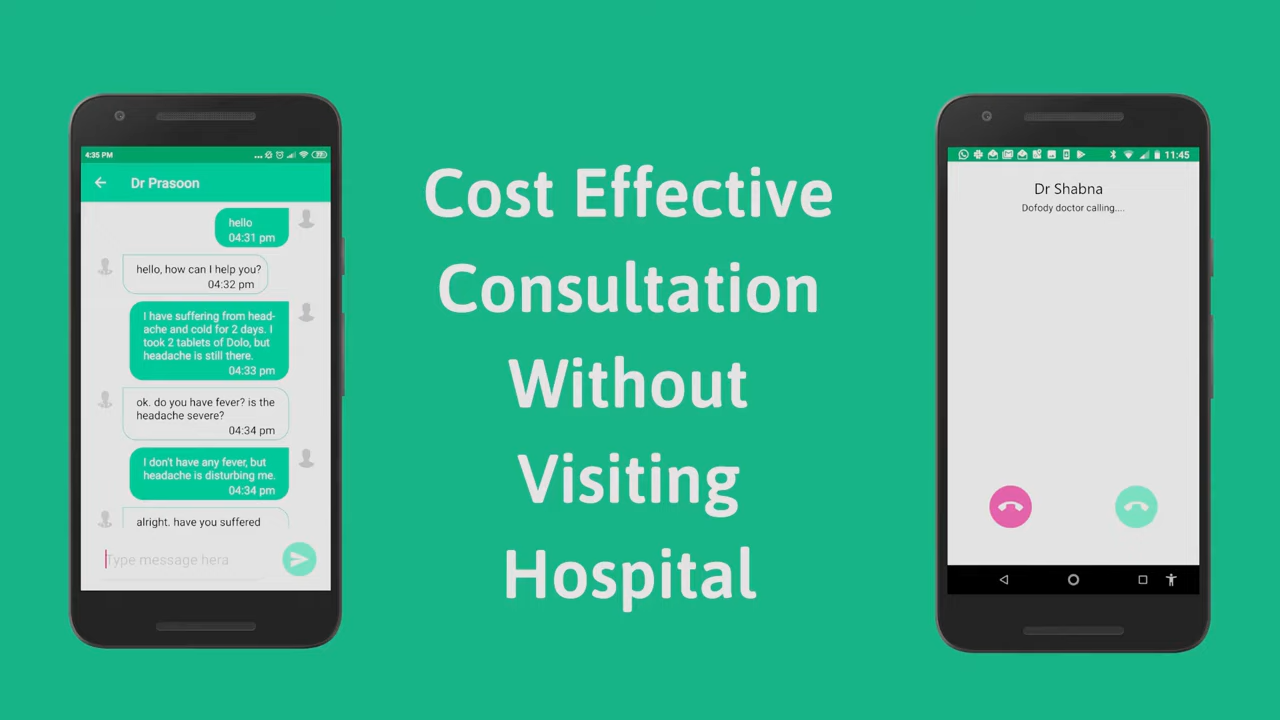 4:35 PM
Dr Prasoon
hello
04:31 pm
hello, how can I help you?
04:32 pm
I have suffering from head-
ache and cold for 2 days. I
took 2 tablets of Dolo, but
headache is still there.
04:33 pm
ok. do you have fever? is the
headache severe?
04:34 pm
I don't have any fever, but
headache is disturbing me.
04:34 pm
alright. have you suffered
Type message hera
Cost Effective
Consultation
Without
Visiting
Hospital
11:45
Dr Shabna
Dofody doctor calling....